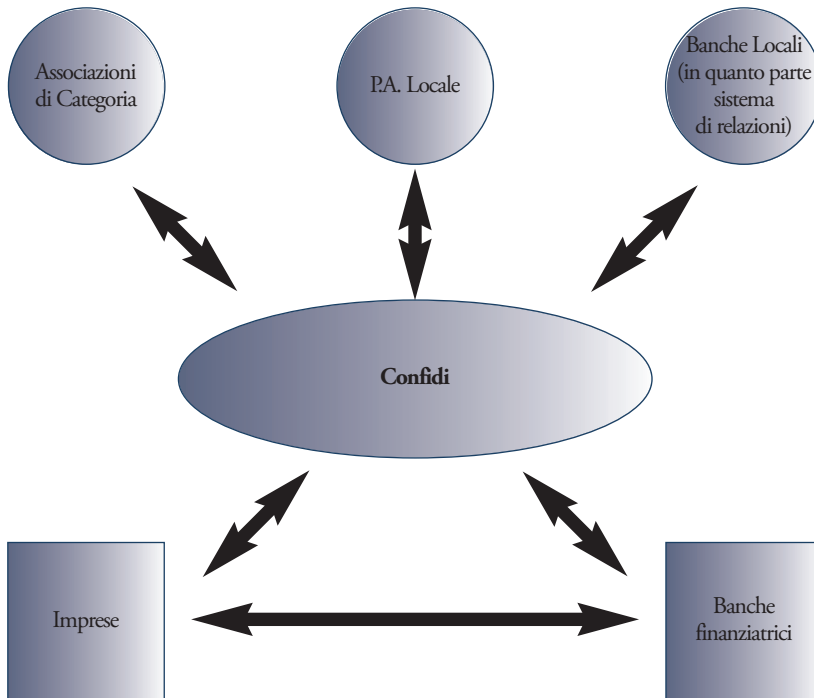 Associazioni
di Categoria
P.A. Locale
Banche Locali
(in quanto parte
sistema
di relazioni)
Confidi
Imprese
Banche
finanziatrici